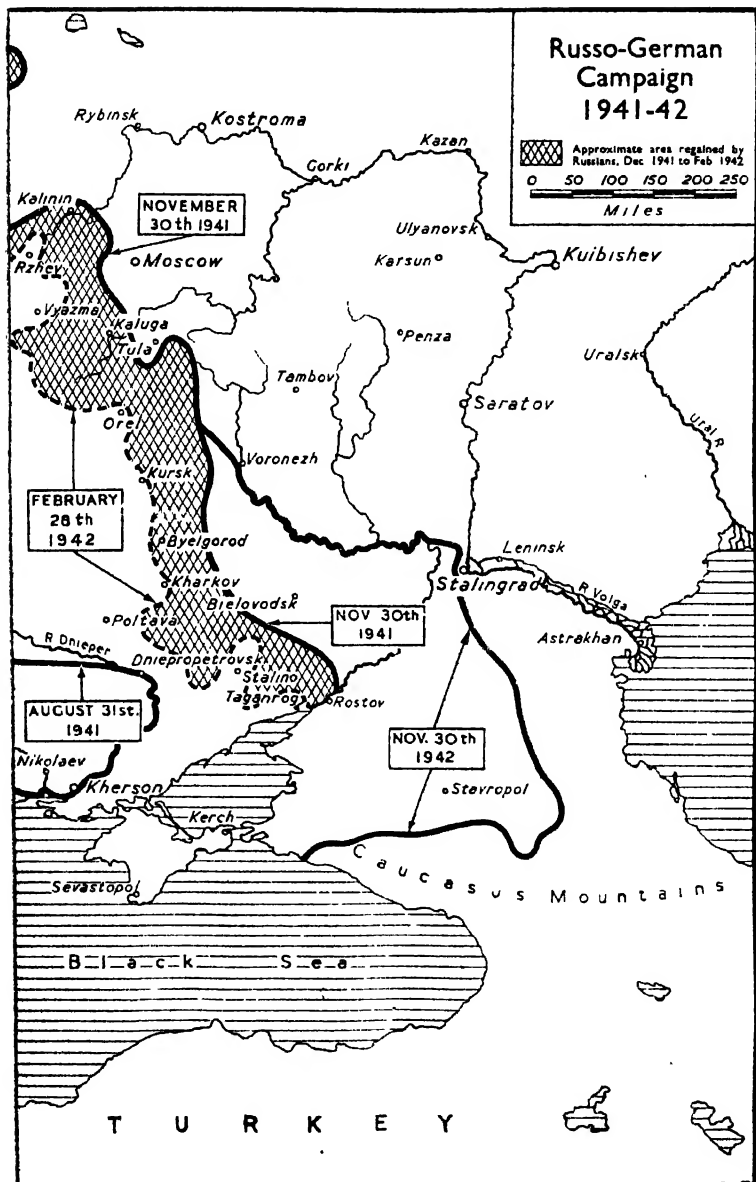 Russo-German
Campaign
1941-42
Approximate area regained by
Russians, Dec 1941 to Feb 1942
0 50 100 150 200 250
Miles
Rybinsk
Kostroma
Kazan
Gorki
Kalinin
NOVEMBER
30th 1941
Ulyanovsk
Rzhev
Moscow
Karsun
Kuibishev
Vyazma
Kaluga
Tula
Penza
Uralsk
Tambov
Orel
Saratov
Ural R.
Voronezh
Kursk
FEBRUARY
28th
1942
Byelgorod
Leninsk
Stalingrad
Kharkov
R Volga
Bielovodsk
Poltava
NOV 30th
1941
Astrakhan
R Dnieper
Dniepropetrovsk
Stalino
Taganrog
Rostov
AUGUST 31st.
1941
NOV. 30th
1942
Nikolaev
Kherson
Stavropol
Kerch
Caucasus Mountains
Sevastopol
Black Sea
TURKEY